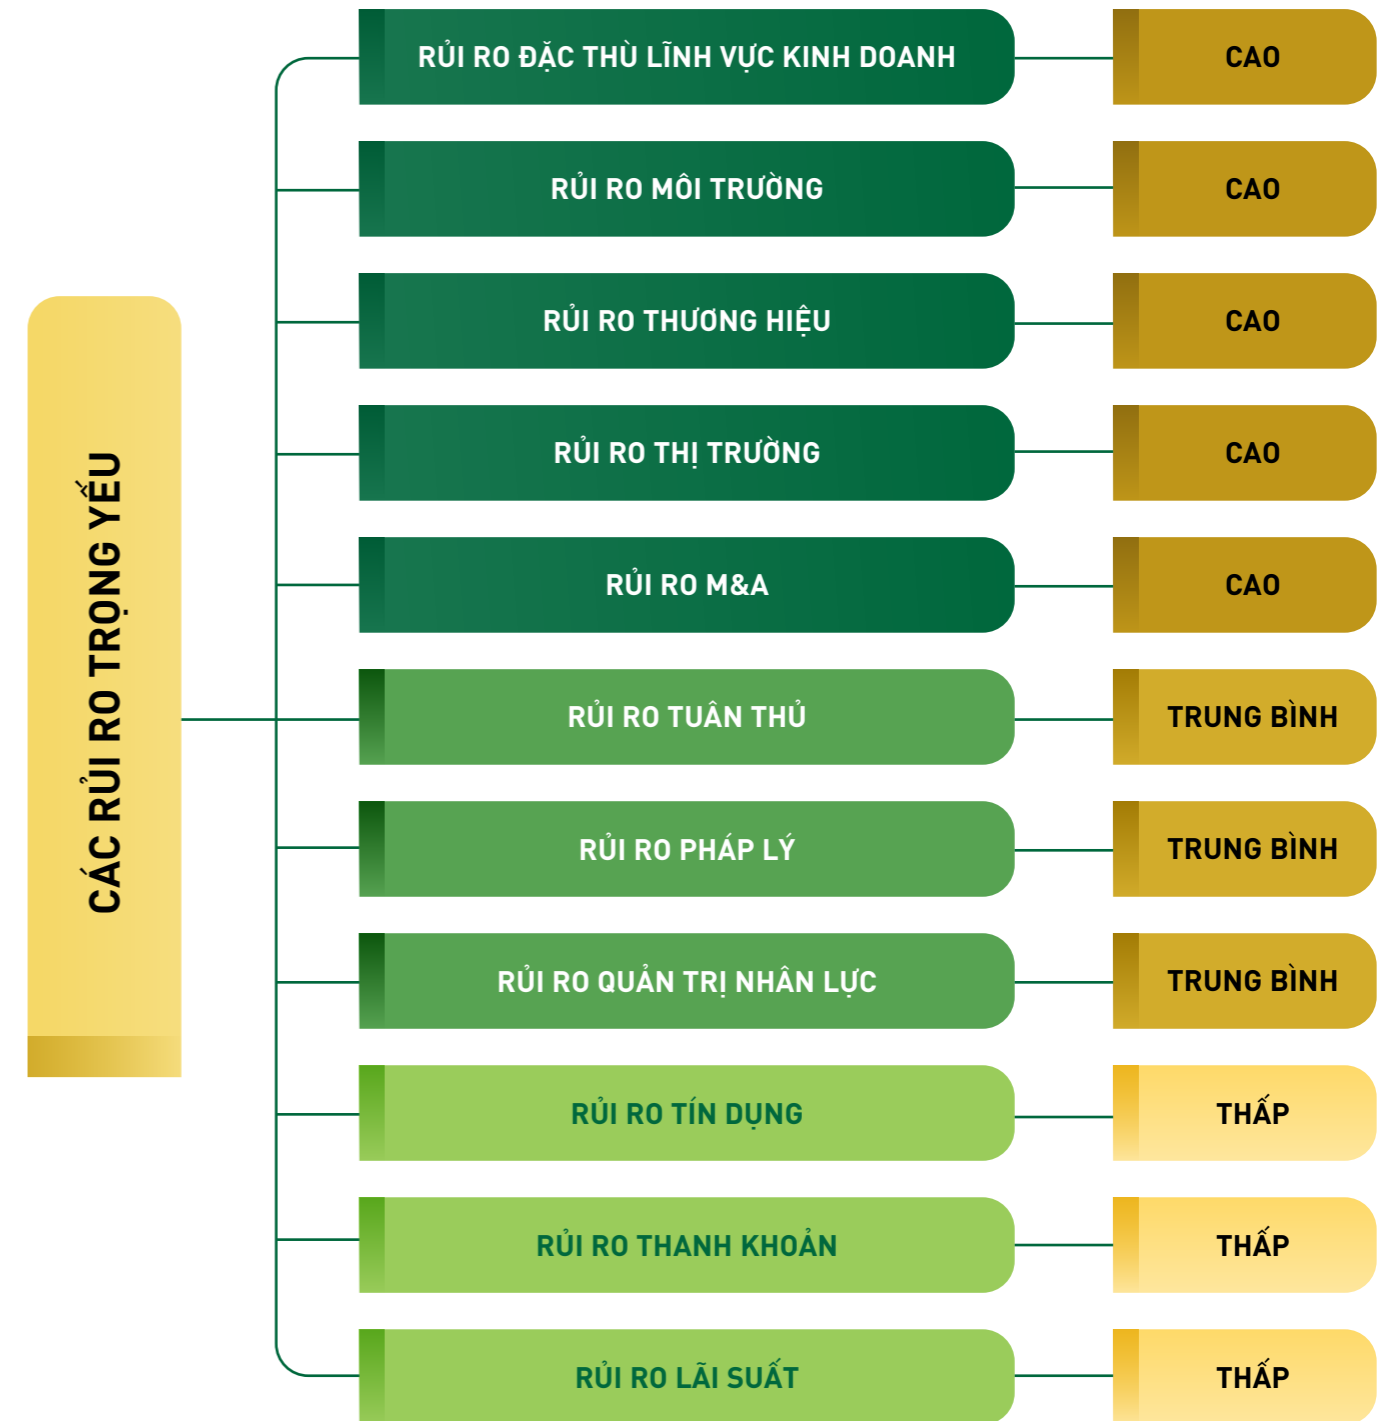 CÁC RỦI RO TRỌNG YẾU
RỦI RO ĐẶC THÙ LĨNH VỰC KINH DOANH
CAO
RỦI RO MÔI TRƯỜNG
CAO
RỦI RO THƯƠNG HIỆU
CAO
RỦI RO THỊ TRƯỜNG
CAO
RỦI RO M&A
CAO
RỦI RO TUÂN THỦ
TRUNG BÌNH
RỦI RO PHÁP LÝ
TRUNG BÌNH
RỦI RO QUẢN TRỊ NHÂN LỰC
TRUNG BÌNH
RỦI RO TÍN DỤNG
THẤP
RỦI RO THANH KHOẢN
THẤP
RỦI RO LÃI SUẤT
THẤP